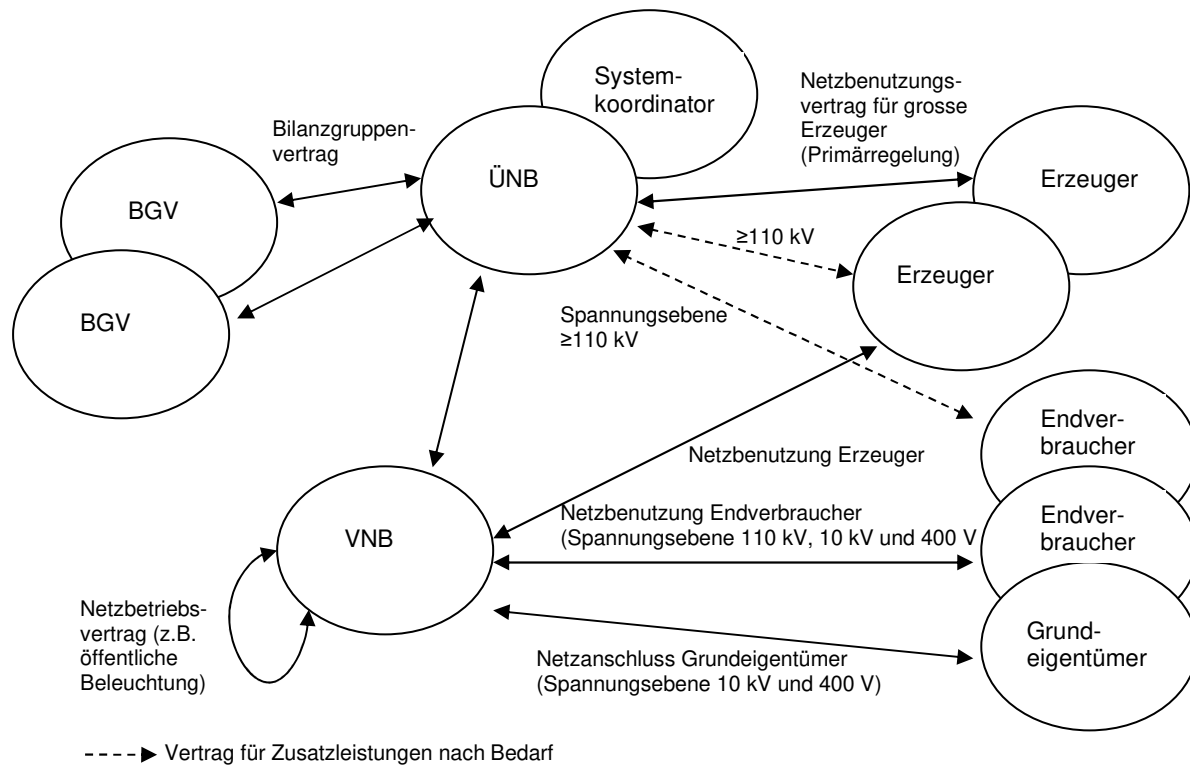 System-
koordinator
Netzbenutzungs-
vertrag für grosse
Erzeuger
(Primärregelung)
Bilanzgruppen-
vertrag
ÜNB
Erzeuger
BGV
≥110 kV
Erzeuger
BGV
Spannungsebene
≥110 kV
Endver-
braucher
Netzbenutzung Erzeuger
Netzbenutzung Endverbraucher
(Spannungsebene 110 kV, 10 kV und 400 V
Endver-
braucher
VNB
Netzbetriebs-
vertrag (z.B.
öffentliche
Beleuchtung)
Grund-
eigentümer
Netzanschluss Grundeigentümer
(Spannungsebene 10 kV und 400 V)
Vertrag für Zusatzleistungen nach Bedarf